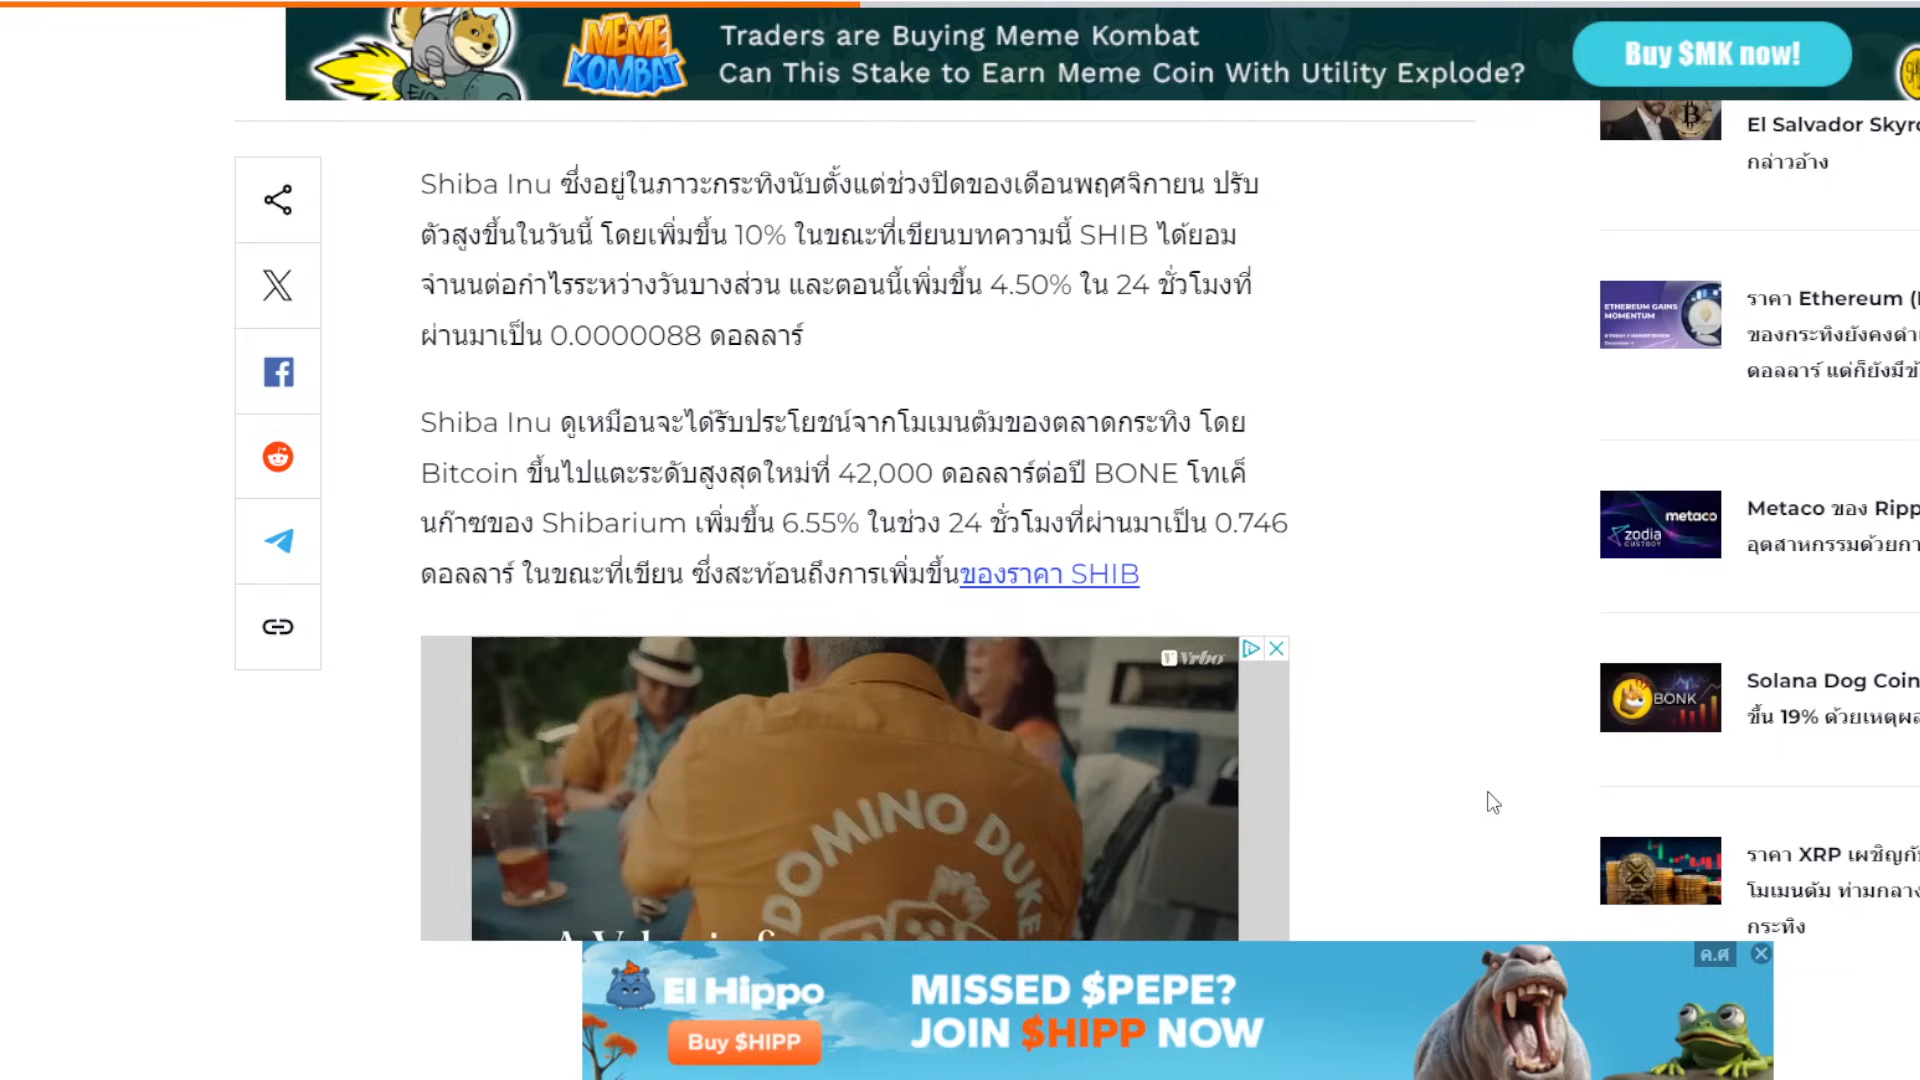 MEME
KOMBAT
Traders are Buying Meme Kombat
Can This Stake to Earn Meme Coin With Utility Explode?
Buy $MK now!
Shiba Inu ซึ่งอยู่ในภาวะกระทิงนับตั้งแต่ช่วงปิดของเดือนพฤศจิกายน ปรับ
ตัวสูงขึ้นในวันนี้ โดยเพิ่มขึ้น 10% ในขณะที่เขียนบทความนี้ SHIB ได้ยอม
จำนนต่อกำไรระหว่างวันบางส่วน และตอนนี้เพิ่มขึ้น 4.50% ใน 24 ชั่วโมงที่
ผ่านมาเป็น 0.0000088 ดอลลาร์
Shiba Inu ดูเหมือนจะได้รับประโยชน์จากโมเมนตัมของตลาดกระทิง โดย
Bitcoin ขึ้นไปแตะระดับสูงสุดใหม่ที่ 42,000 ดอลลาร์ต่อปี BONE โทเค็
นก๊าซของ Shibarium เพิ่มขึ้น 6.55% ในช่วง 24 ชั่วโมงที่ผ่านมาเป็น 0.746
ดอลลาร์ ในขณะที่เขียน ซึ่งสะท้อนถึงการเพิ่มขึ้นของราคา SHIB
Vrbo
DOMINO DUKE
El Salvador Skyro
กล่าวอ้าง
ETHEREUM GAINS
MOMENTUM
ราคา Ethereum (
ของกระทิงยังคงดำ
ดอลลาร์ แต่ก็ยังมี
metaco
zodia
CUSTODY
Metaco ของ Ripp
อุตสาหกรรมด้วยกา
BONK
Solana Dog Coin
ขึ้น 19% ด้วยเหตุผล
ราคา XRP เผชิญกับ
โมเมนตัม ท่ามกลาง
กระทิง
El Hippo
Buy $HIPP
MISSED $PEPE?
JOIN $HIPP NOW
ค.ศ